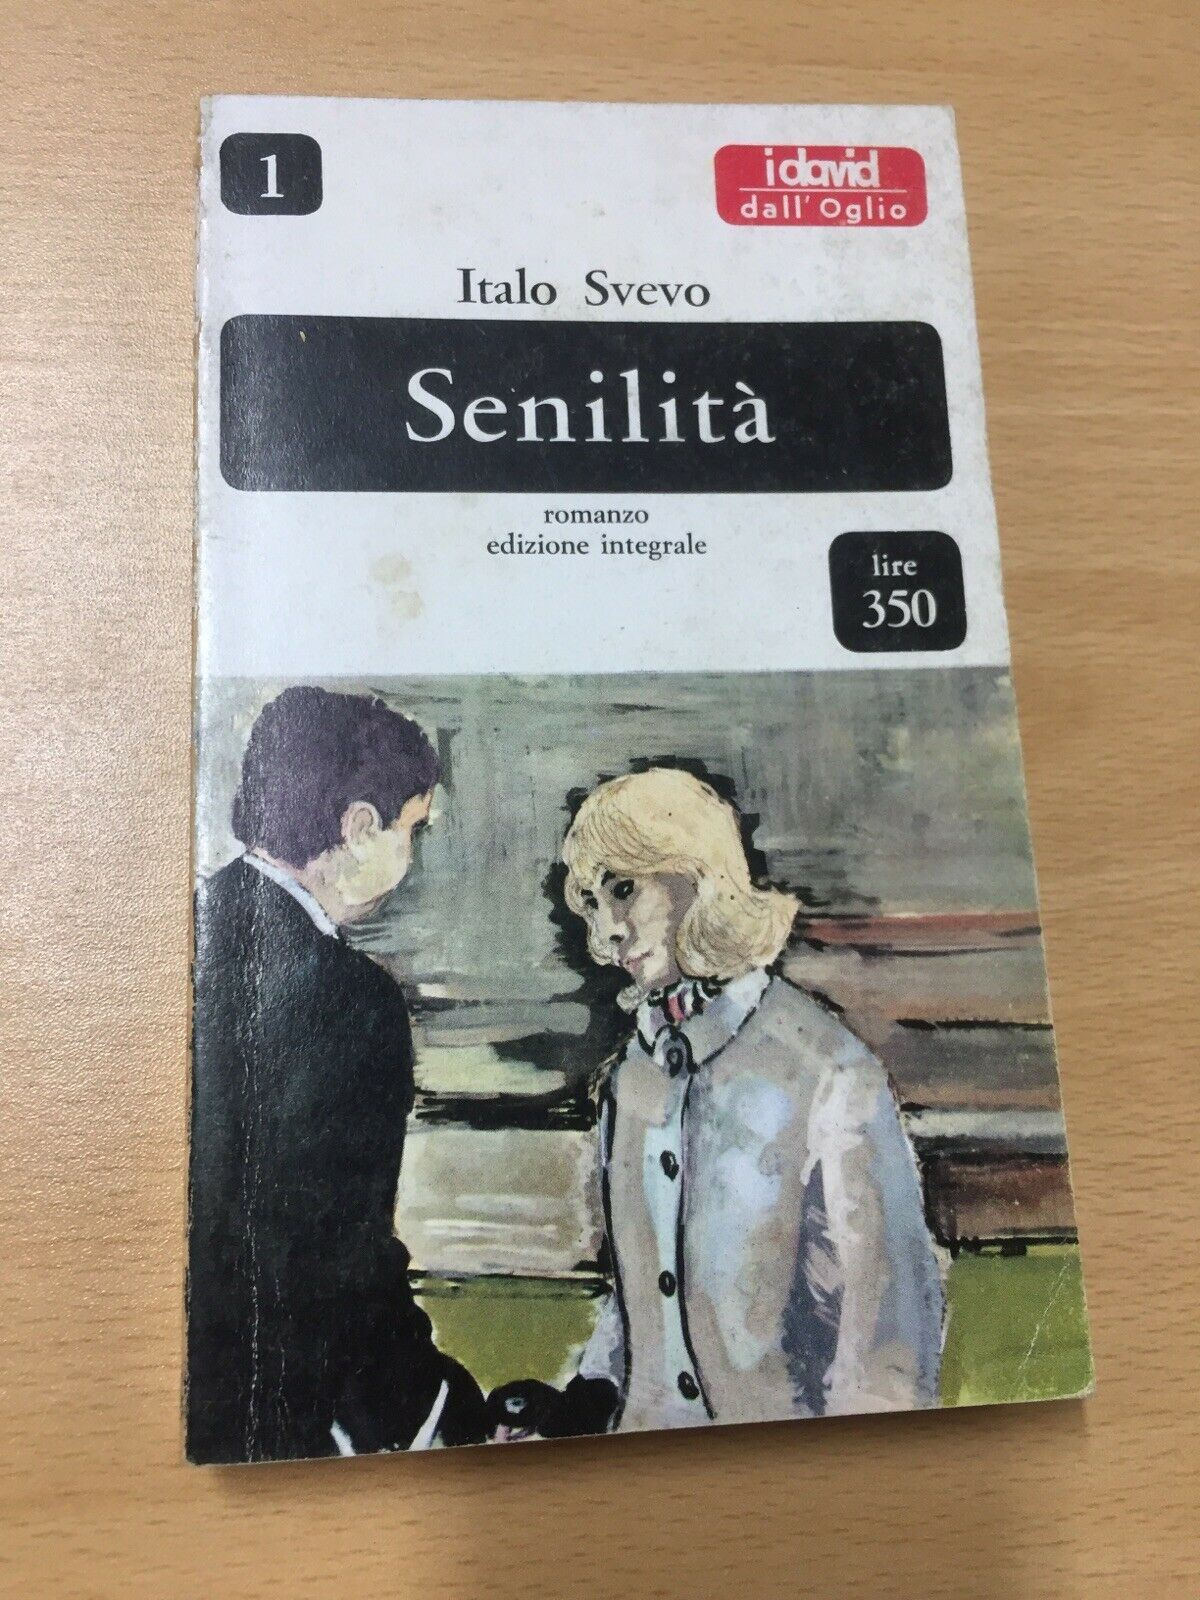 1
i david
dall'Oglio
Italo Svevo
Senilità
romanzo
edizione integrale
lire
350